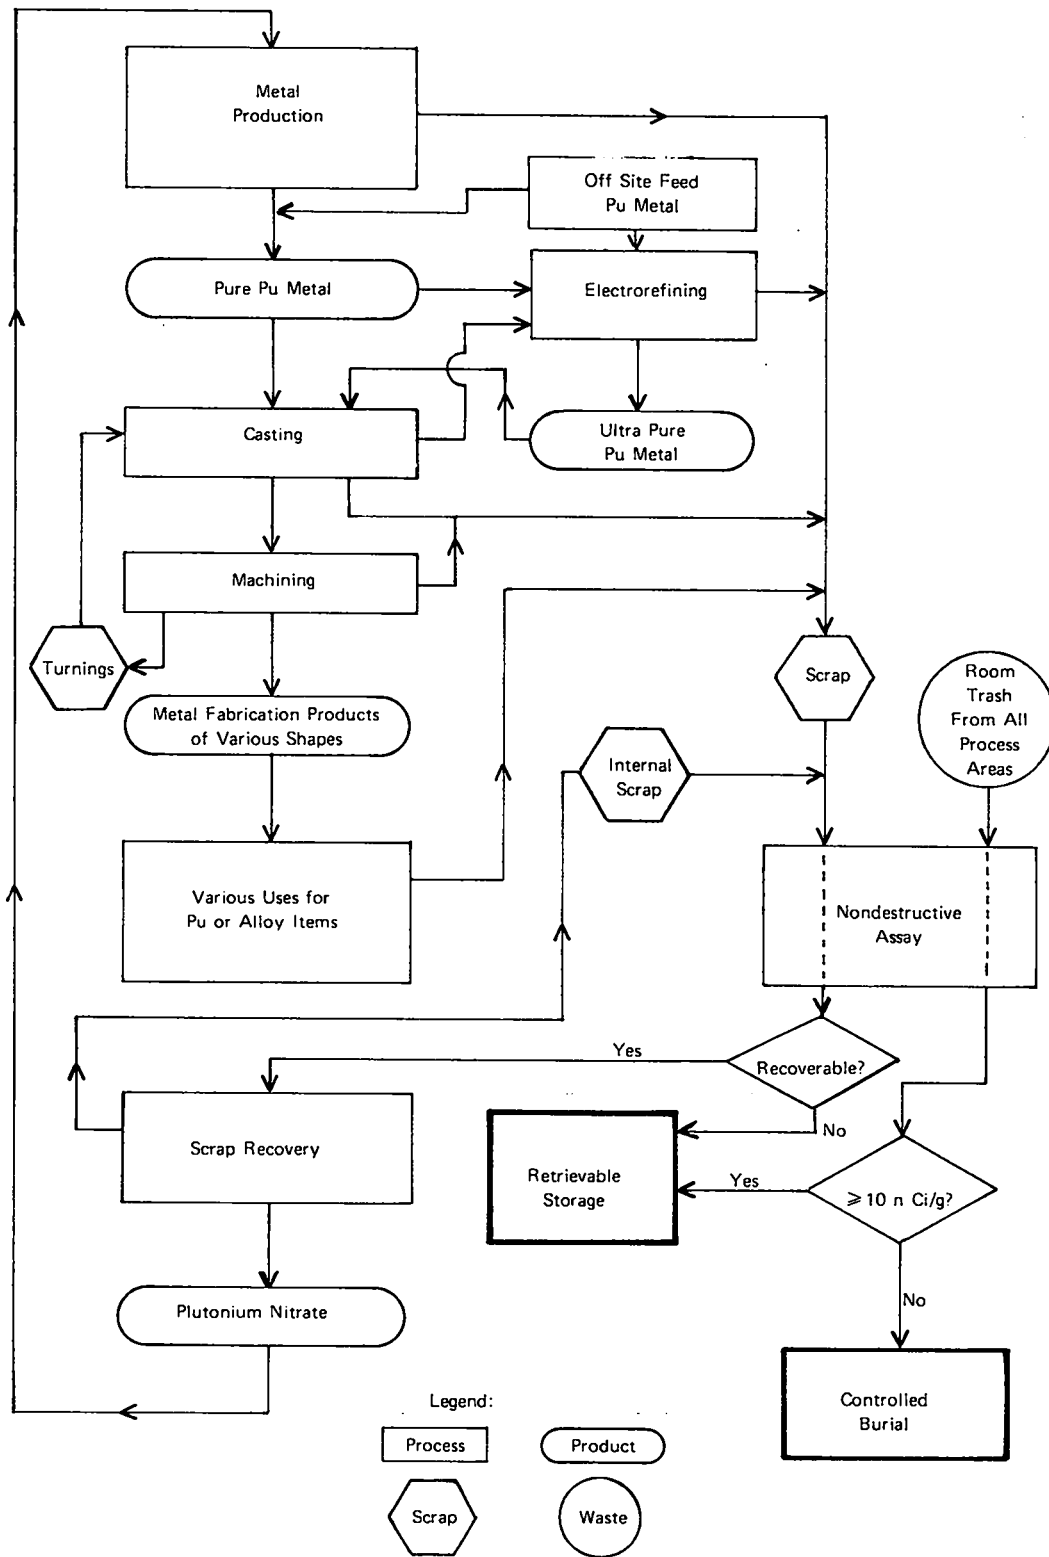 Metal
Production
Off Site Feed
Pu Metal
Pure Pu Metal
Electrorefining
Casting
Ultra Pure
Pu Metal
Machining
Turnings
Scrap
Room
Trash
From All
Process
Areas
Metal Fabrication Products
of Various Shapes
Internal
Scrap
Various Uses for
Pu or Alloy Items
Nondestructive
Assay
Yes
Recoverable?
No
Scrap Recovery
Retrievable
Storage
Yes
⩾10 n Ci/g?
No
Plutonium Nitrate
Controlled
Burial
Legend:
Process
Product
Scrap
Waste